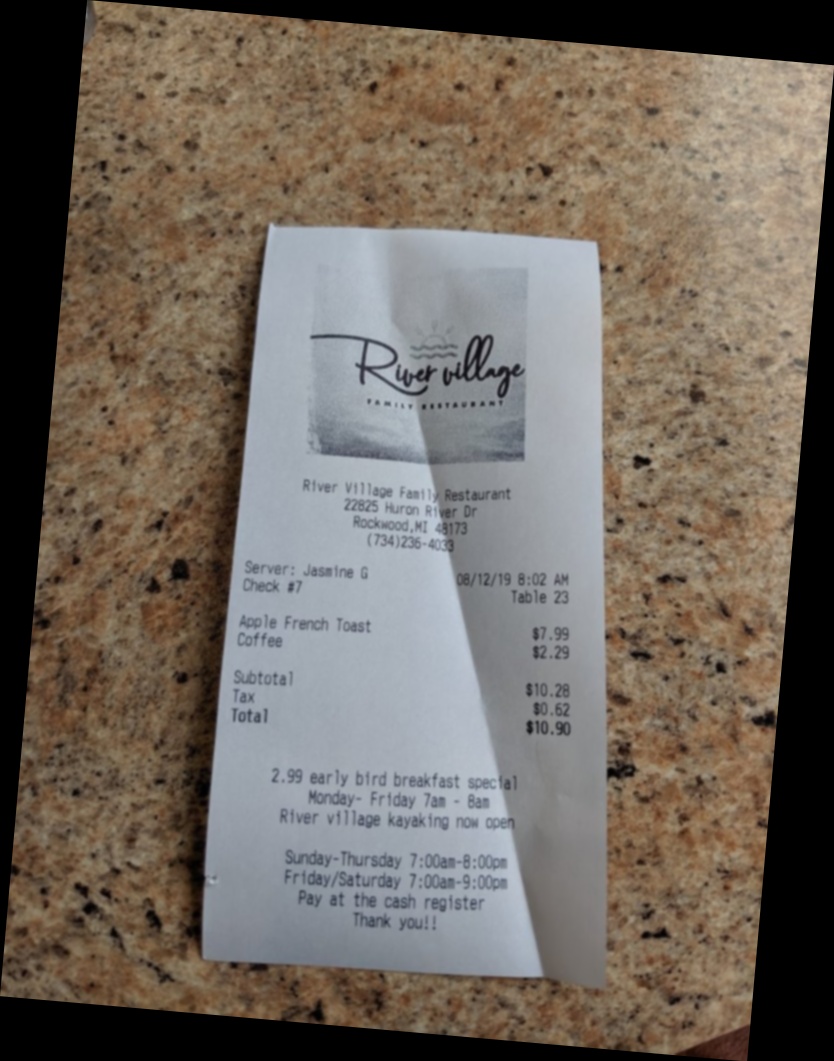 River village
FAMILY RESTAURANT
River Village Family Restaurant
22825 Huron River Dr
Rockwood,MI 48173
(734)236-4033
Server: Jasmine G 08/12/19 8:02 AM
Check #7 Table 23
Apple French Toast $7.99
Coffee $2.29
Subtotal $10.28
Tax $0.62
Total $10.90
2.99 early bird breakfast special
Monday- Friday 7am - 8am
River village kayaking now open
Sunday-Thursday 7:00am-8:00pm
Friday/Saturday 7:00am-9:00pm
Pay at the cash register
Thank you!!